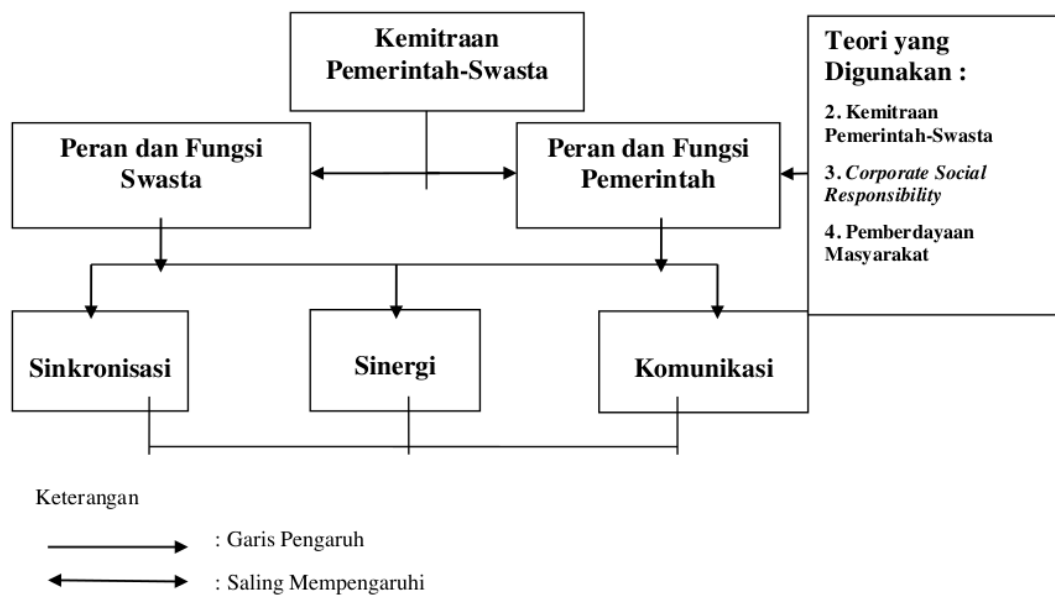 Kemitraan
Pemerintah-Swasta
Peran dan Fungsi
Swasta
Peran dan Fungsi
Pemerintah
Teori yang
Digunakan :
2. Kemitraan
Pemerintah-Swasta
3. Corporate Social
Responsibility
4. Pemberdayaan
Masyarakat
Sinkronisasi
Sinergi
Komunikasi
Keterangan
: Garis Pengaruh
: Saling Mempengaruhi